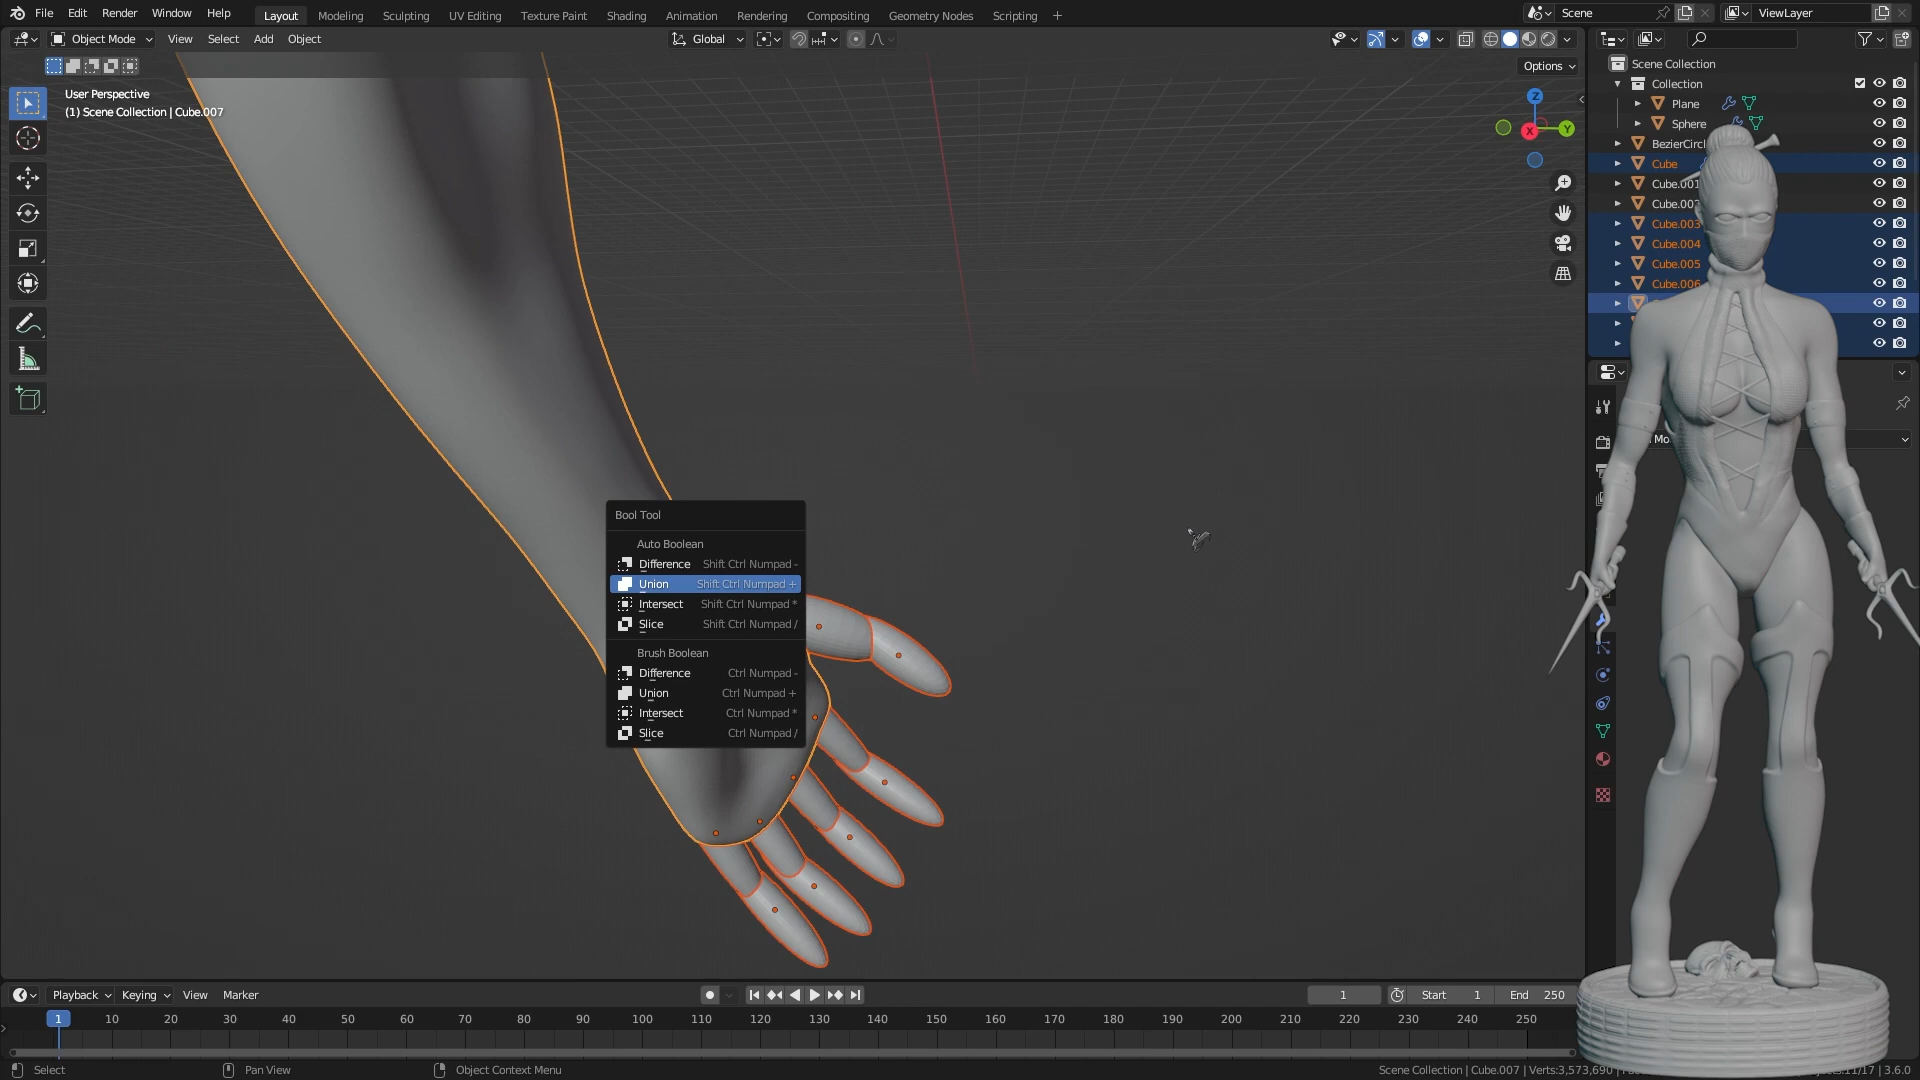 File Edit Render Window Help
Layout Modeling Sculpting UV Editing Texture Paint Shading Animation Rendering Compositing Geometry Nodes Scripting +
Scene
ViewLayer
Object Mode View Select Add Object
Global
Options
User Perspective
(1) Scene Collection | Cube.007
Z
Y
X
Scene Collection
Collection
Plane
Sphere
BezierCircl
Cube
Cube.001
Cube.002
Cube.003
Cube.004
Cube.005
Cube.006
Mo
Bool Tool
Auto Boolean
Difference Shift Ctrl Numpad -
Union Shift Ctrl Numpad +
Intersect Shift Ctrl Numpad *
Slice Shift Ctrl Numpad /
Brush Boolean
Difference Ctrl Numpad -
Union Ctrl Numpad +
Intersect Ctrl Numpad *
Slice Ctrl Numpad /
Playback Keying View Marker
1
Start 1
End 250
1 10 20 30 40 50 60 70 80 90 100 110 120 130 140 150 160 170 180 190 200 210 220 230 240 250
Select
Pan View
Object Context Menu
Scene Collection | Cube.007 | Verts:3,573,690 | 11/17 | 3.6.0